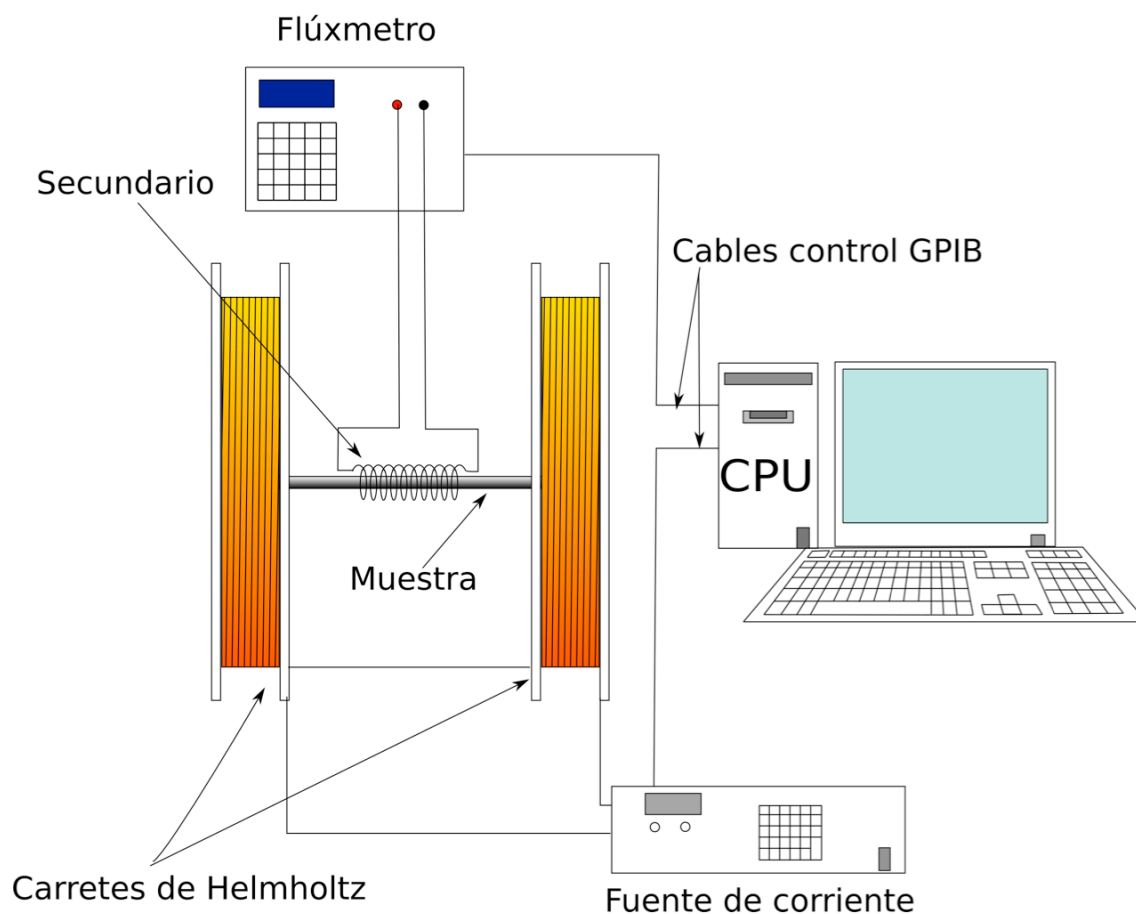 Flúxmetro
Secundario
Cables control GPIB
CPU
Muestra
Carretes de Helmholtz
Fuente de corriente